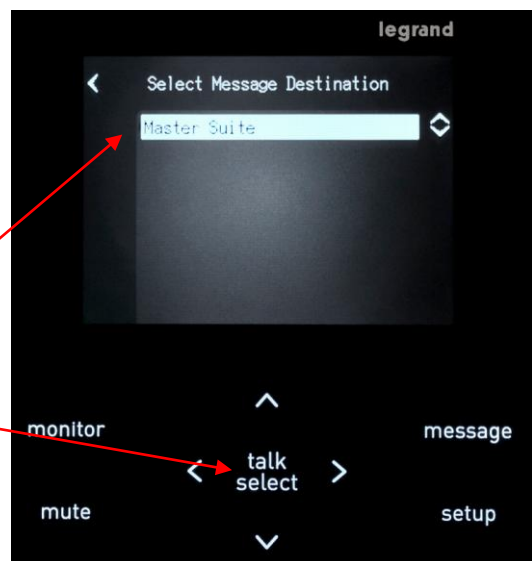 legrand
Select Message Destination
Master Suite
monitor
message
talk
select
mute
setup